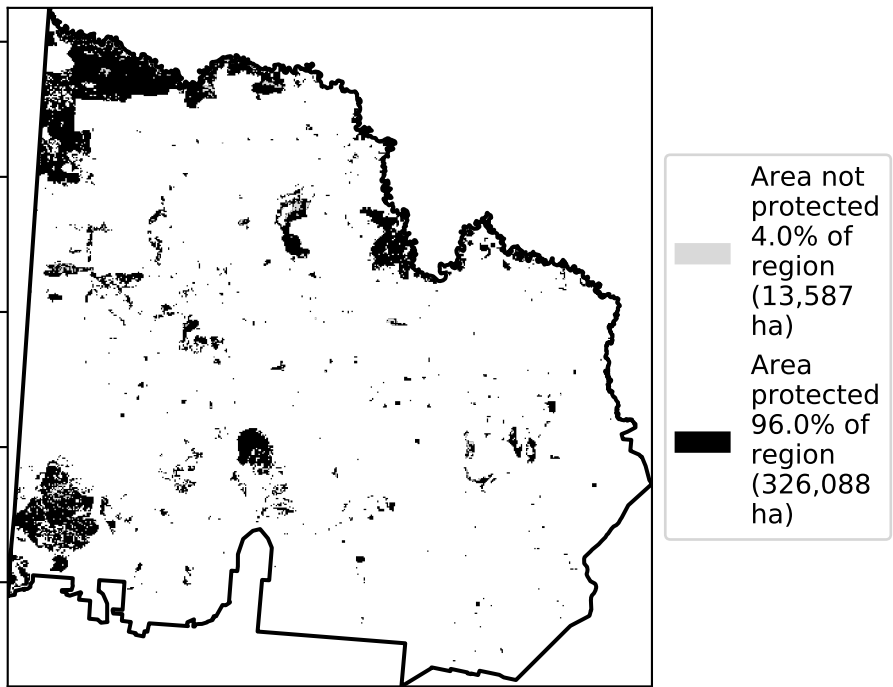 Area not
protected
4.0% of
region
(13,587
ha)
Area
protected
96.0% of
region
(326,088
ha)